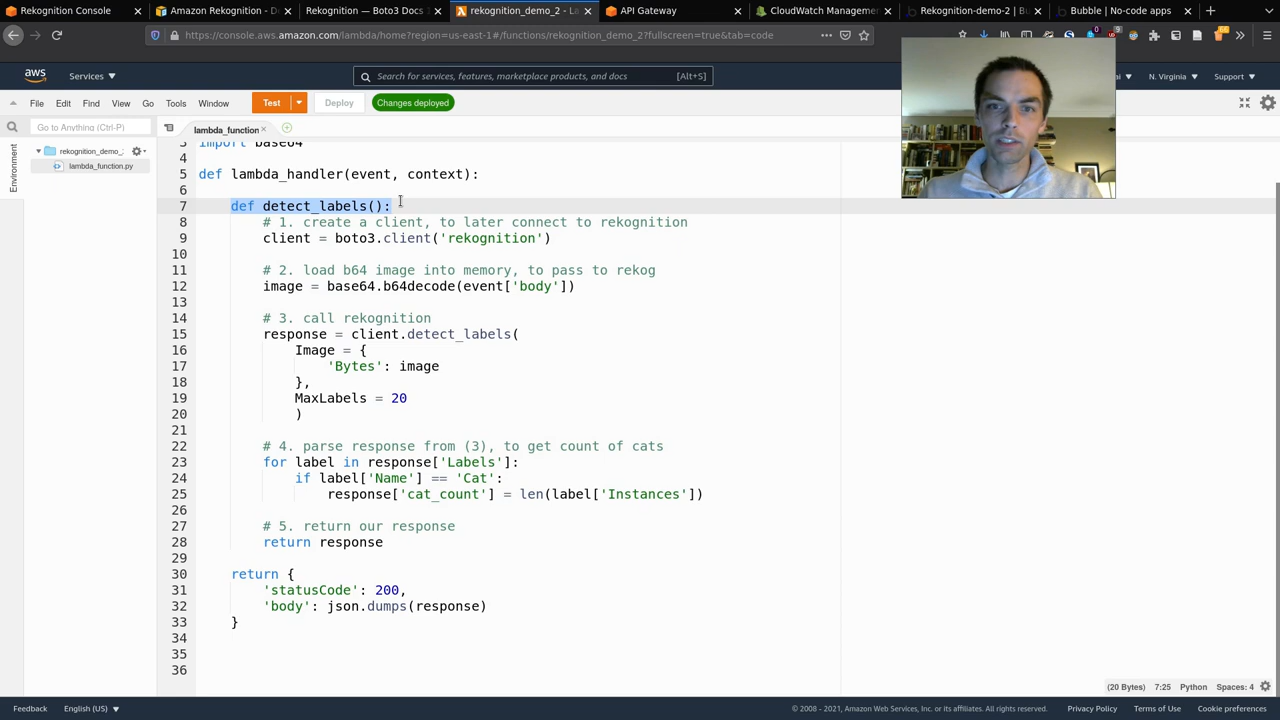 Rekognition Console
Amazon Rekognition - D
Rekognition — Boto3 Docs
rekognition_demo_2 - La
API Gateway
CloudWatch Managemen
Rekognition-demo-2 | Bu
Bubble | No-code apps
https://console.aws.amazon.com/lambda/home?region=us-east-1#/functions/rekognition_demo_2?fullscreen=true&tab=code
aws
Services
Search for services, features, marketplace products, and docs
[Alt+S]
N. Virginia
Support
File Edit Find View Go Tools Window
Test
Deploy
Changes deployed
Go to Anything (Ctrl-P)
lambda_function
Environment
rekognition_demo_
lambda_function.py
3 import base64
4
5 def lambda_handler(event, context):
6
7 def detect_labels():
8 # 1. create a client, to later connect to rekognition
9 client = boto3.client('rekognition')
10
11 # 2. load b64 image into memory, to pass to rekog
12 image = base64.b64decode(event['body'])
13
14 # 3. call rekognition
15 response = client.detect_labels(
16 Image = {
17 'Bytes': image
18 },
19 MaxLabels = 20
20 )
21
22 # 4. parse response from (3), to get count of cats
23 for label in response['Labels']:
24 if label['Name'] == 'Cat':
25 response['cat_count'] = len(label['Instances'])
26
27 # 5. return our response
28 return response
29
30 return {
31 'statusCode': 200,
32 'body': json.dumps(response)
33 }
34
35
36
(20 Bytes) 7:25 Python Spaces: 4
Feedback English (US)
© 2008 - 2021, Amazon Web Services, Inc. or its affiliates. All rights reserved.
Privacy Policy Terms of Use Cookie preferences